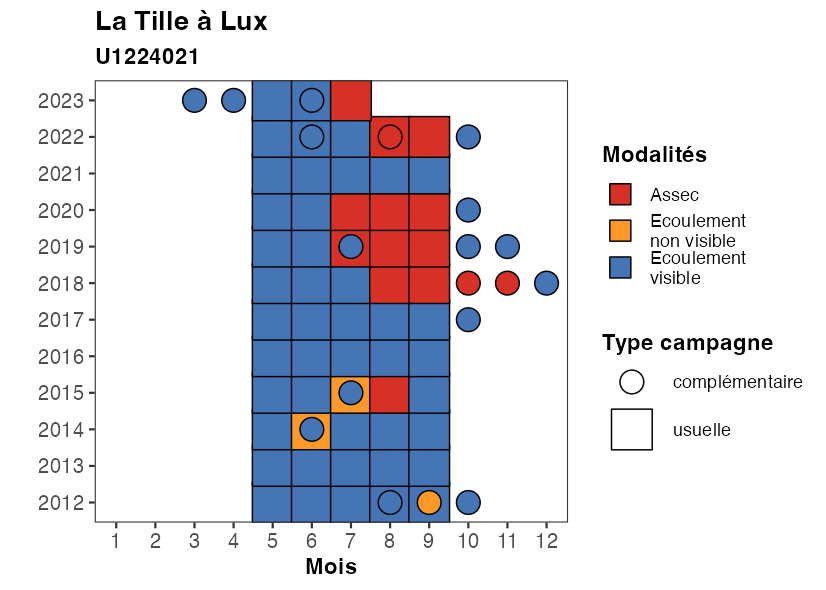 La Tille à Lux
U1224021
2023
2022
2021
2020
2019
2018
2017
2016
2015
2014
2013
2012
1 2 3 4 5 6 7 8 9 10 11 12
Mois
Modalités
Assec
Ecoulement
non visible
Ecoulement
visible
Type campagne
complémentaire
usuelle